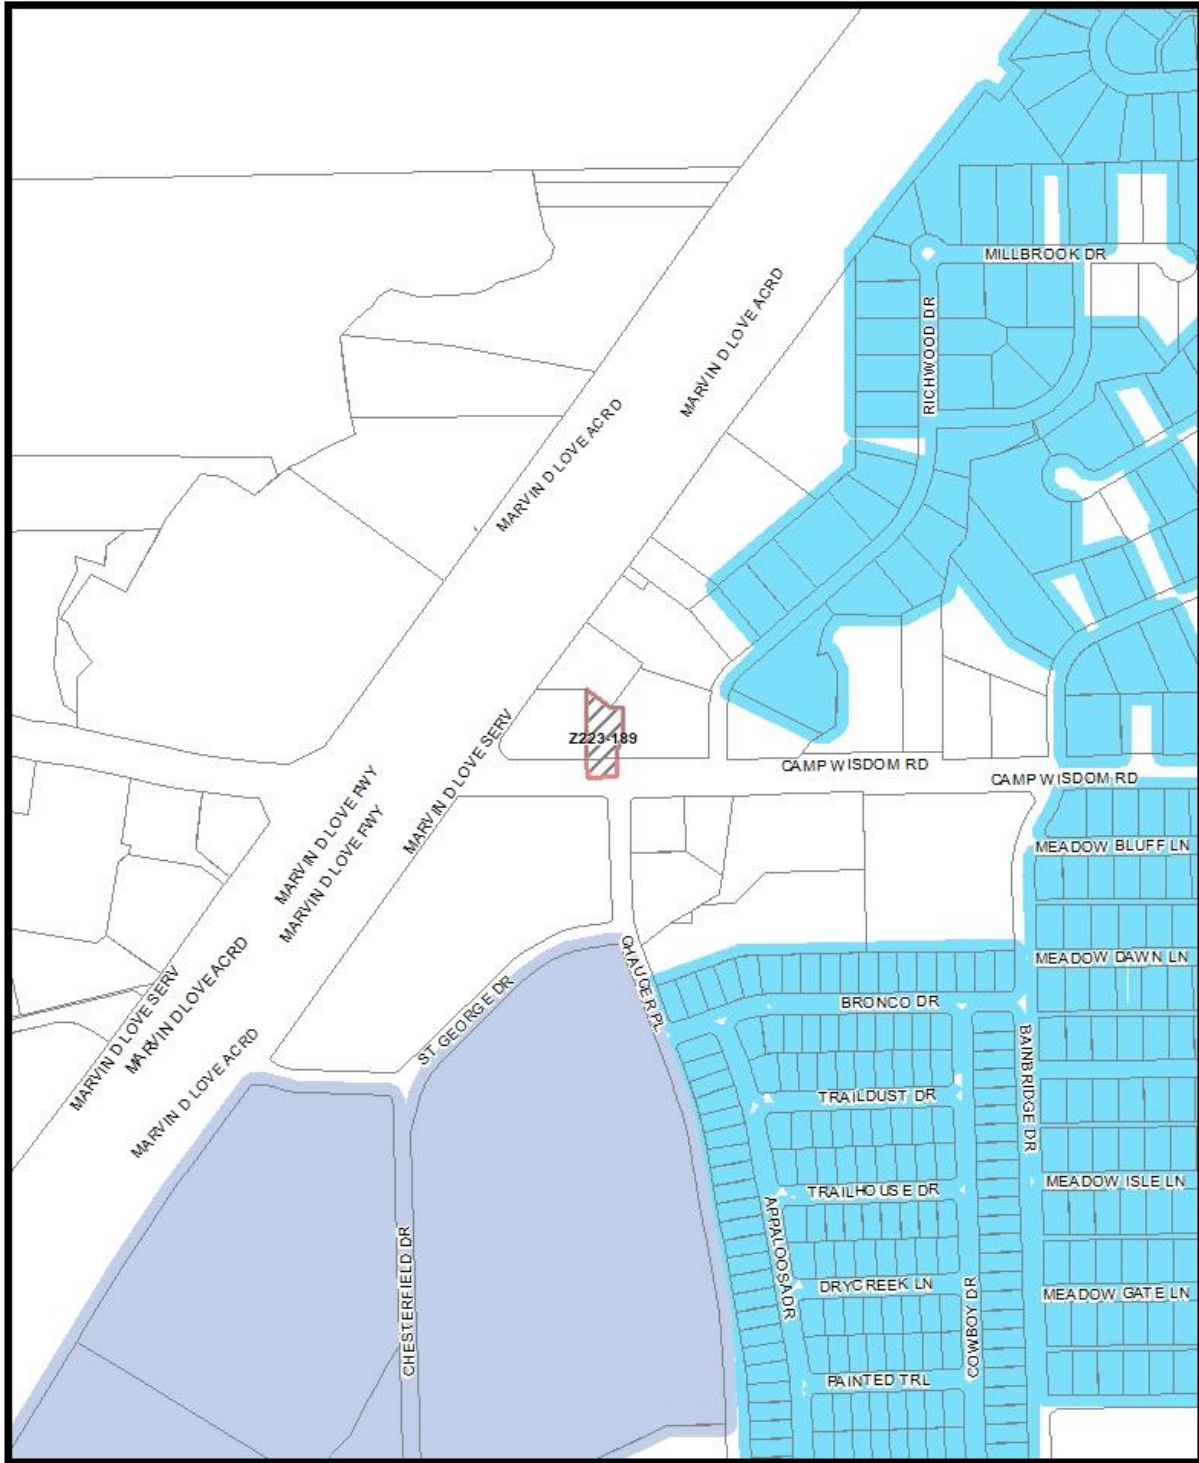 MILLBROOK DR
MARVIN D LOVE ACRD
RICHWOOD DR
MARVIN D LOVE ACRD
Z223-189
MARVIN D LOVE SERV
CAMP WISDOM RD
CAMP WISDOM RD
MARVIN D LOVE FWY
MARVIN D LOVE FWY
MEADOW BLUFF LN
MEADOW DAWN LN
CHAUCER PL
BRONCO DR
MARVIN D LOVE SERV
MARVIN D LOVE ACRD
ST GEORGE DR
MARVIN D LOVE ACRD
BAINBRIDGE DR
TRAILDUST DR
MEADOW ISLE LN
TRAILHOUSE DR
APPALOOSA DR
CHESTERFIELD DR
DRYCREEK LN
COWBOY DR
MEADOW GATE LN
PAINTED TRL